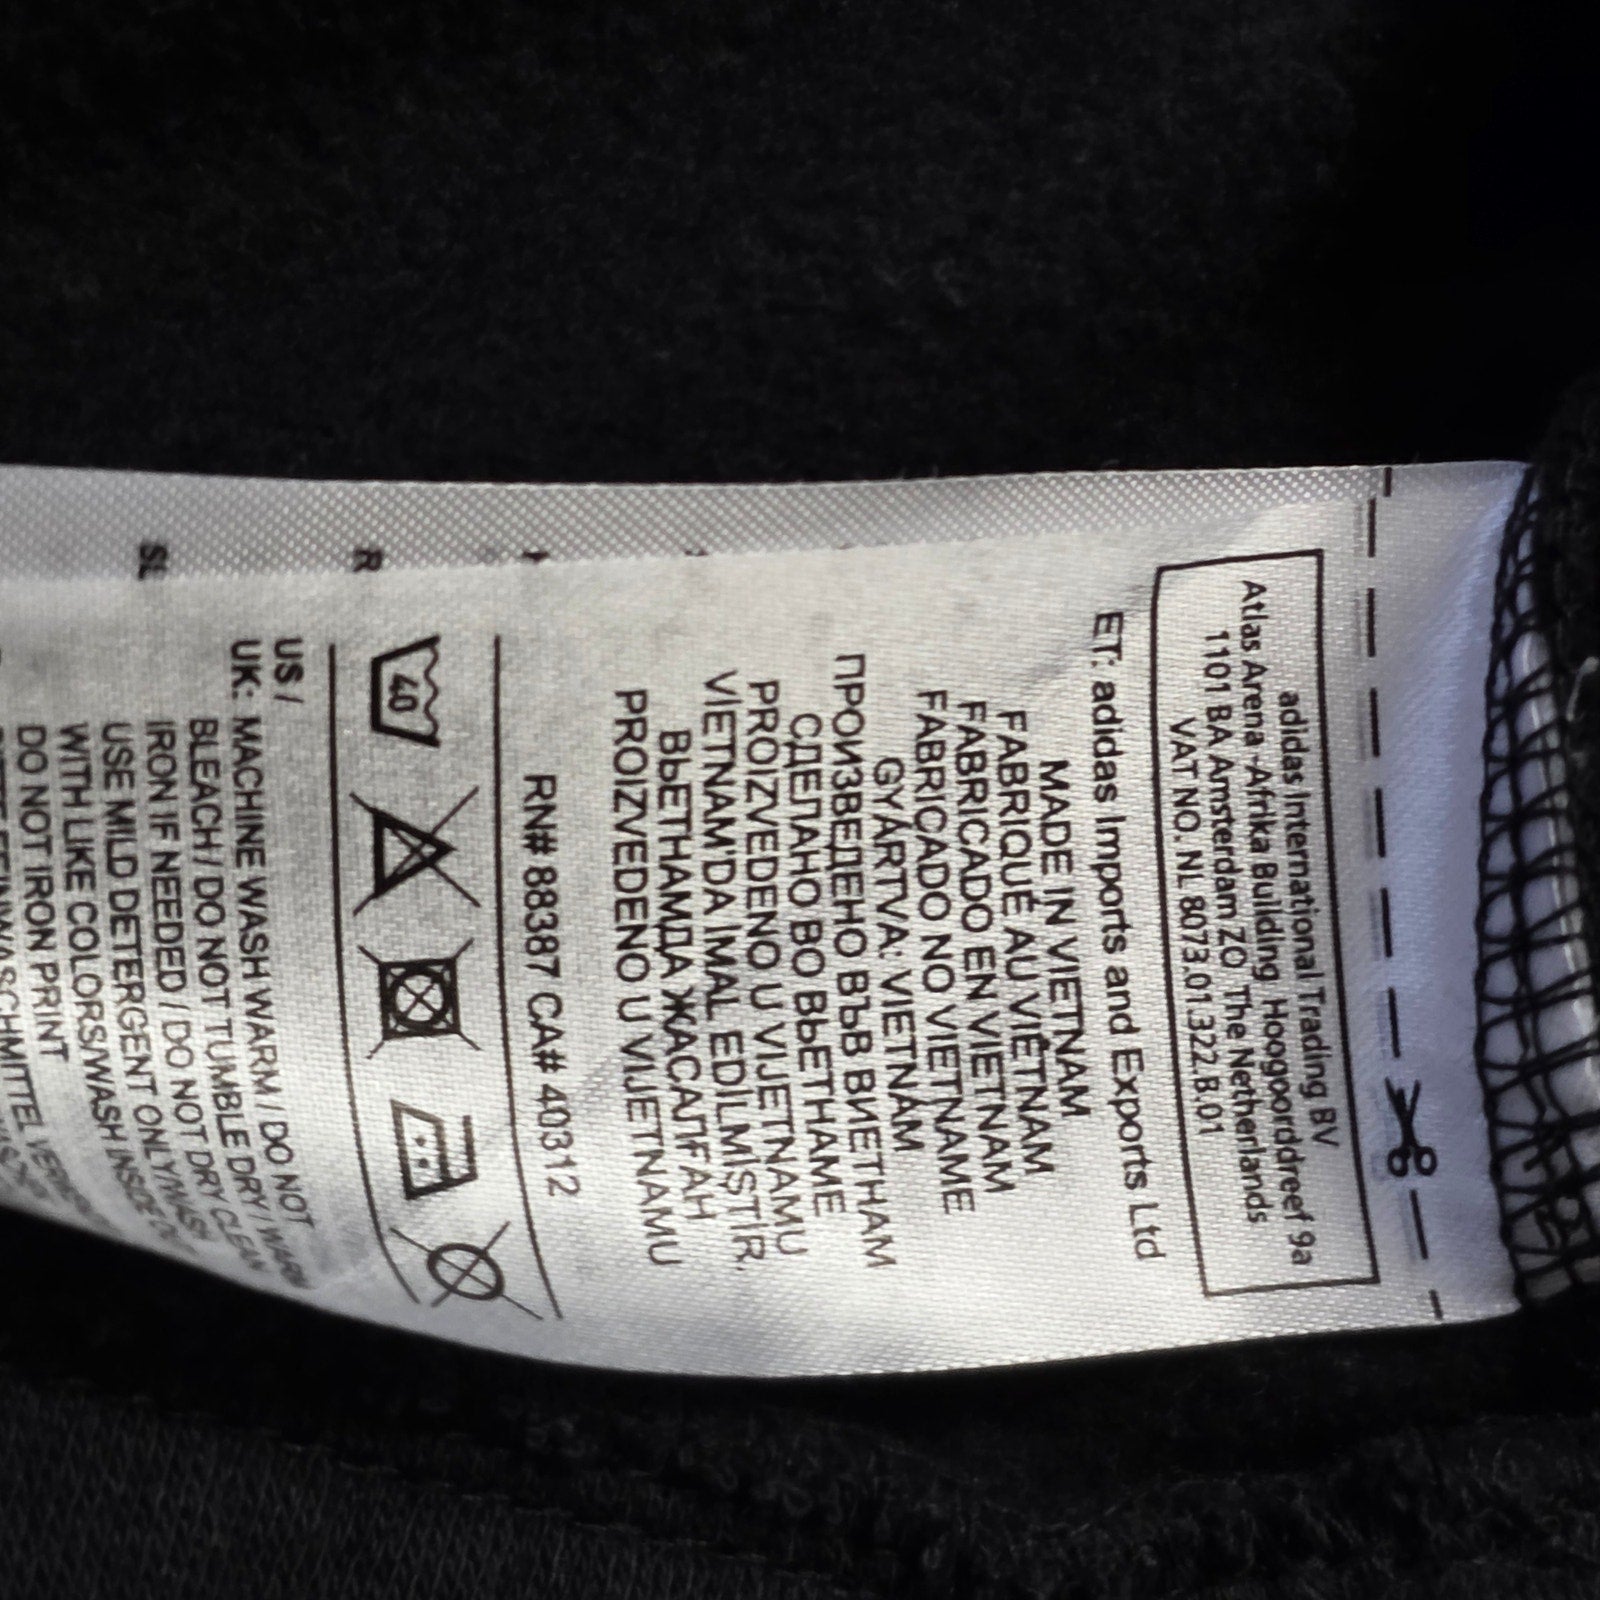 adidas International Trading BV
Atlas Arena -Afrika Building Hoogoorddreef 9a
1101 BA Amsterdam ZO The Netherlands
VAT NO. NL 8073.01.322.B.01
ET: adidas Imports and Exports Ltd
MADE IN VIETNAM
FABRIQUÉ AU VIÊTNAM
FABRICADO EN VIETNAM
FABRICADO NO VIETNAME
GYÁRTVA: VIETNÁM
ПРОИЗВЕДЕНО ВЪВ ВИЕТНАМ
СДЕЛАНО ВО ВЬЕТНАМЕ
PROIZVEDENO U VIJETNAMU
VİETNAM'DA İMAL EDİLMİŞTİR.
ВЬЕТНАМДА ЖАСАЛҒАН
PROIZVEDENO U VIJETNAMU
RN# 88387 CA# 40312
40
US /
UK: MACHINE WASH WARM / DO NOT
BLEACH / DO NOT TUMBLE DRY / WARM
IRON IF NEEDED / DO NOT DRY CLEAN
USE MILD DETERGENT ONLY/WASH
WITH LIKE COLORS/WASH INSIDE
DO NOT IRON PRINT
R
SL